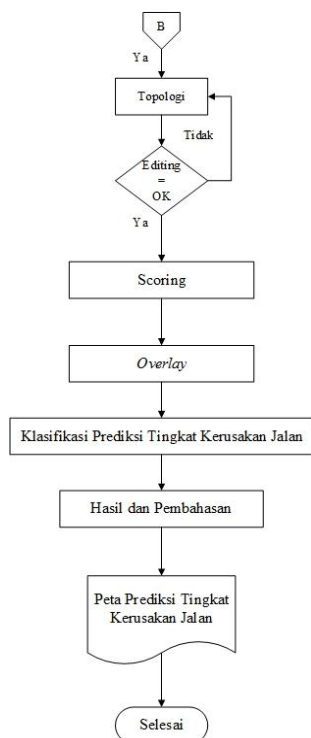 B
Ya
Topologi
Tidak
Editing
=
OK
Ya
Scoring
Overlay
Klasifikasi Prediksi Tingkat Kerusakan Jalan
Hasil dan Pembahasan
Peta Prediksi Tingkat
Kerusakan Jalan
Selesai